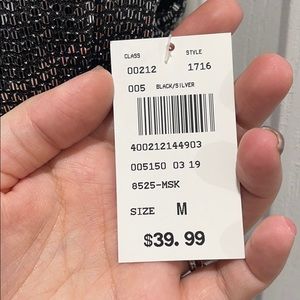 CLASS STYLE
00212 1716
005 BLACK/SILVER
400212144903
005150 03 19
8525-MSK
SIZE M
$39.99